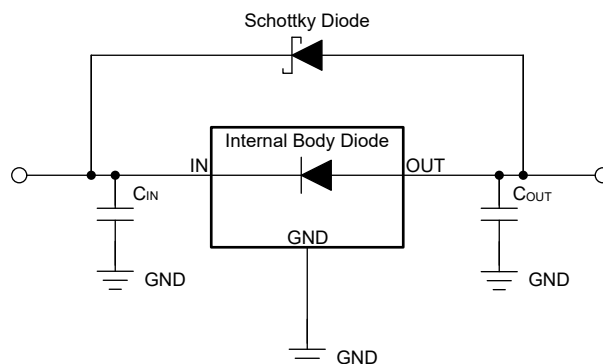 Schottky Diode
Internal Body Diode
IN
OUT
CIN
COUT
GND
GND
GND
GND